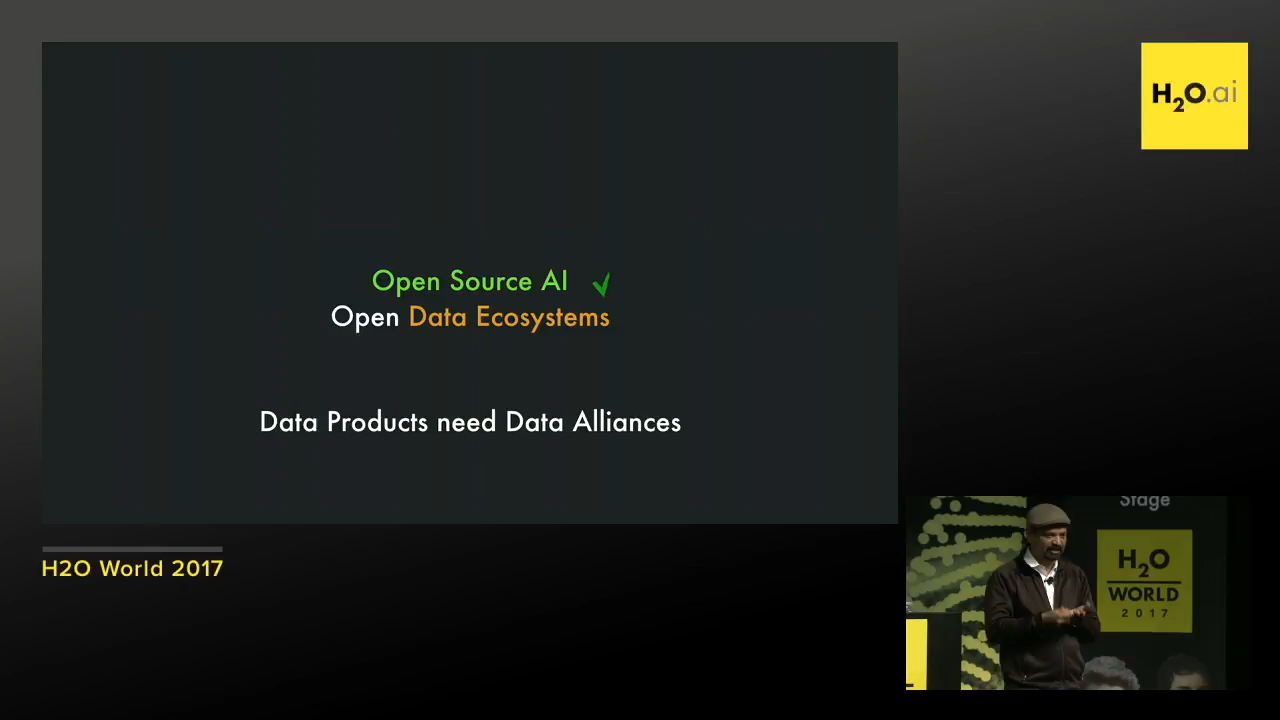 H2O.ai
Open Source AI
Open Data Ecosystems
Data Products need Data Alliances
H2O World 2017
Stage
H2O
WORLD
2017